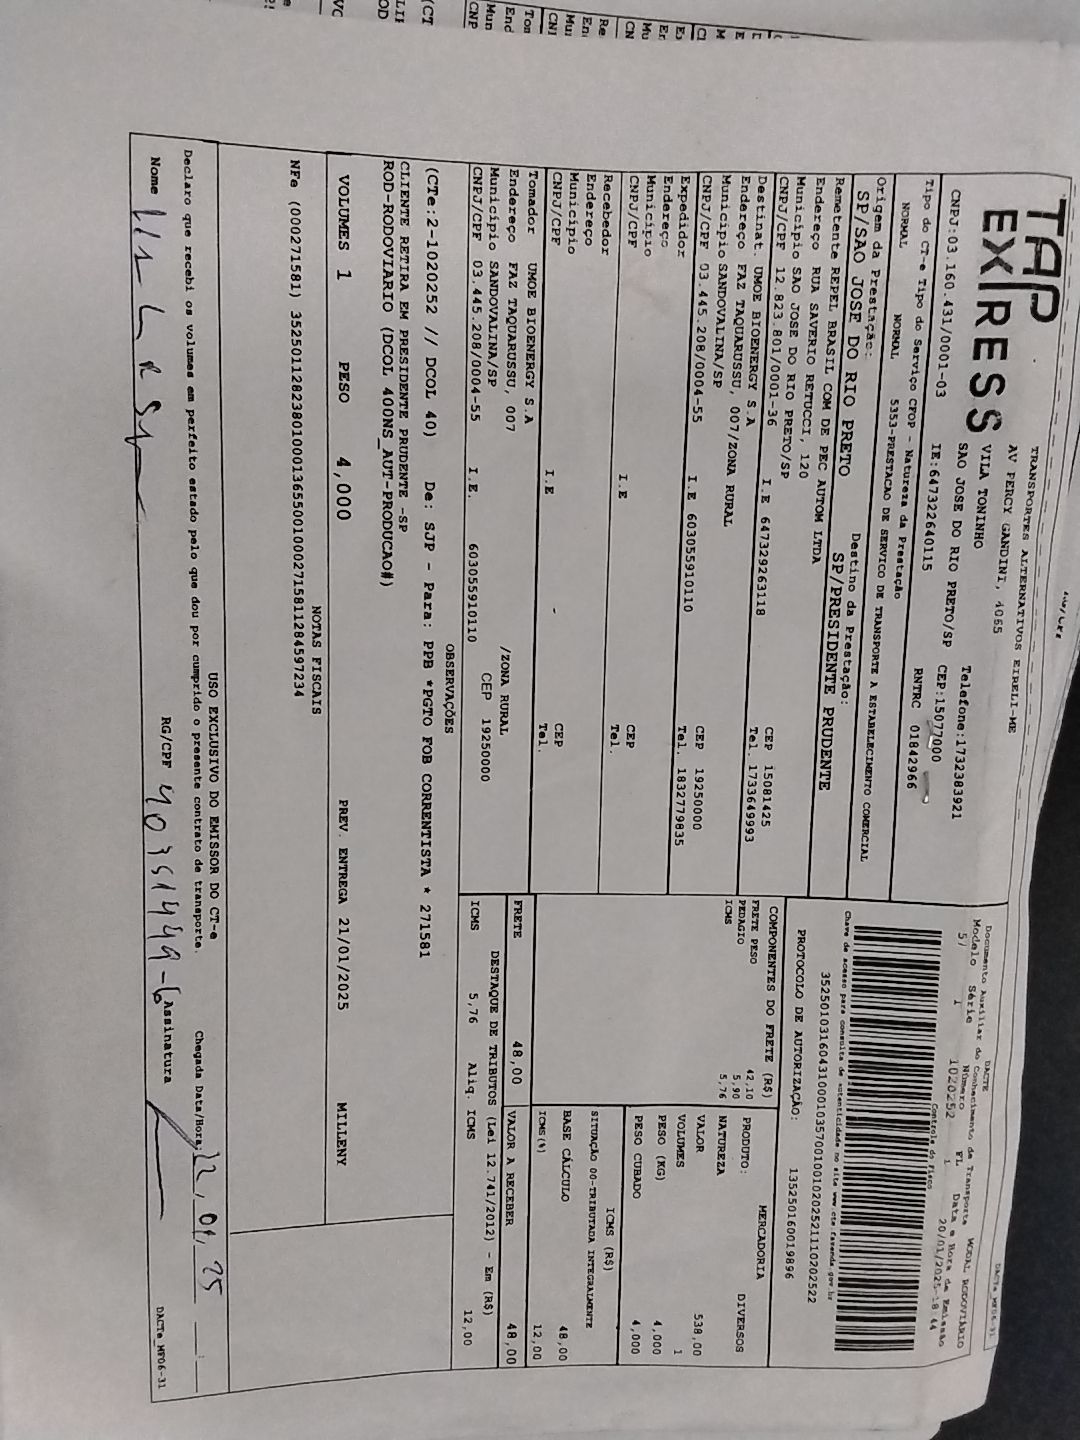 TAP
EXPRESS
TRANSPORTES ALTERNATIVOS EIRELI-ME
AV PERCY GANDINI, 4065
VILA TONINHO
SAO JOSE DO RIO PRETO/SP
Telefone:1732383921
CEP:15077000
CNPJ:03.160.431/0001-03 IE:647322640115 RNTRC 01842966
Tipo do CT-e Tipo do Serviço CFOP - Natureza da Prestação
NORMAL NORMAL 5353-PRESTACAO DE SERVICO DE TRANSPORTE A ESTABELECIMENTO COMERCIAL
Origem da Prestação: Destino da Prestação:
SP/SAO JOSE DO RIO PRETO SP/PRESIDENTE PRUDENTE
Remetente REPEL BRASIL COM DE PEC AUTOM LTDA
Endereço RUA SAVERIO RETUCCI, 120
Município SAO JOSE DO RIO PRETO/SP CEP 15081425
CNPJ/CPF 12.823.801/0001-36 I.E 647329263118 Tel. 1733649993
Destinat. UMOE BIOENERGY S.A
Endereço FAZ TAQUARUSSU, 007/ZONA RURAL
Município SANDOVALINA/SP CEP 19250000
CNPJ/CPF 03.445.208/0004-55 I.E 603055910110 Tel. 1832779835
Expedidor
Endereço
Município CEP
CNPJ/CPF I.E Tel.
Recebedor
Endereço
Município CEP
CNPJ/CPF I.E Tel.
Tomador UMOE BIOENERGY S.A
Endereço FAZ TAQUARUSSU, 007 /ZONA RURAL
Município SANDOVALINA/SP CEP 19250000
CNPJ/CPF 03.445.208/0004-55 I.E. 603055910110
DACTE
Documento Auxiliar do Conhecimento de Transporte MODAL RODOVIÁRIO
Modelo Série Número FL Data e Hora de Emissão
57 1 1020252 1 20/01/2025-18:44
Controle do Fisco
Chave de acesso para consulta de autenticidade no site www.cte.fazenda.gov.br
35250103160431000103570010010202521110202522
PROTOCOLO DE AUTORIZAÇÃO: 135250160019896
COMPONENTES DO FRETE (R$)
FRETE PESO 42,10
PEDAGIO 5,90
ICMS 5,76
PRODUTO: MERCADORIA
NATUREZA DIVERSOS
VALOR 538,00
VOLUMES 1
PESO (KG) 4,000
PESO CUBADO 4,000
ICMS (R$)
SITUAÇÃO 00-TRIBUTADA INTEGRALMENTE
BASE CÁLCULO 48,00
ICMS(%) 12,00
FRETE 48,00 VALOR A RECEBER 48,00
DESTAQUE DE TRIBUTOS (Lei 12.741/2012) - Em (R$)
ICMS 5,76 Aliq. ICMS 12,00
OBSERVAÇÕES
(CTe:2-1020252 // DCOL 40) De: SJP - Para: PPB *PGTO FOB CORRENTISTA * 271581
CLIENTE RETIRA EM PRESIDENTE PRUDENTE -SP
ROD-RODOVIARIO (DCOL 400NS_AUT-PRODUCAO#)
VOLUMES 1 PESO 4,000 PREV. ENTREGA 21/01/2025 MILLENY
NOTAS FISCAIS
NFe (000271581) 35250112823801000136550010002715811284597234
USO EXCLUSIVO DO EMISSOR DO CT-e
Declaro que recebi os volumes em perfeito estado pelo que dou por cumprido o presente contrato de transporte. Chegada Data/Hora: 22, 01, 25
Nome RG/CPF 40351449-6 Assinatura
DACTe_MF06-31